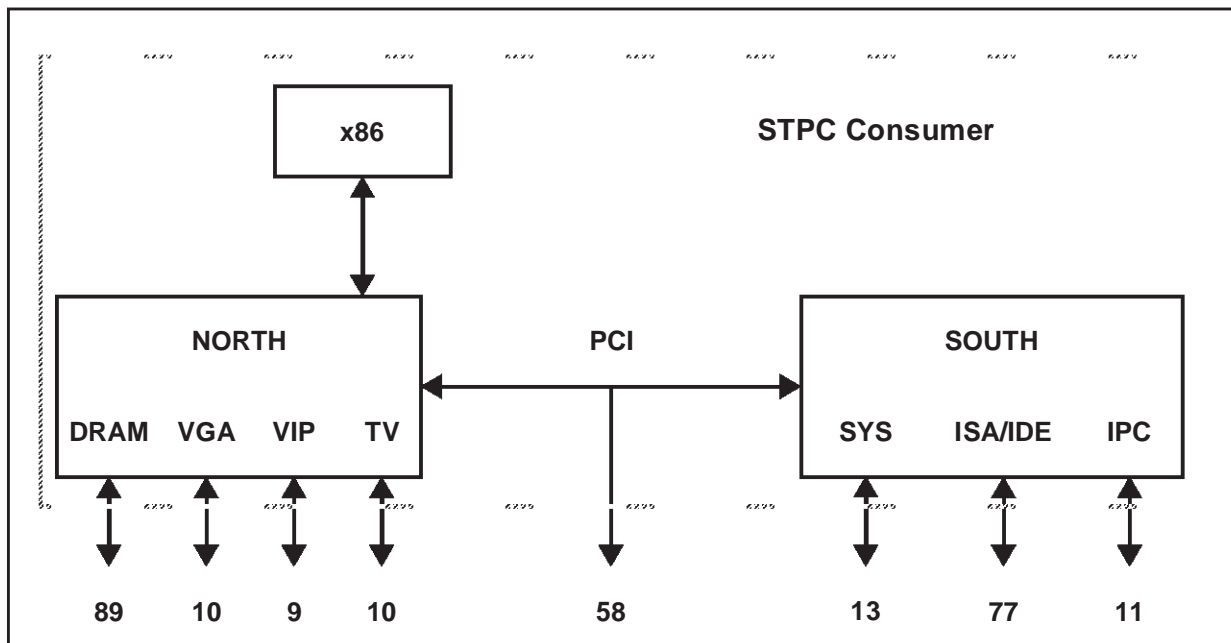 x86
STPC Consumer
NORTH
PCI
SOUTH
DRAM VGA VIP TV
SYS ISA/IDE IPC
89 10 9 10 58 13 77 11